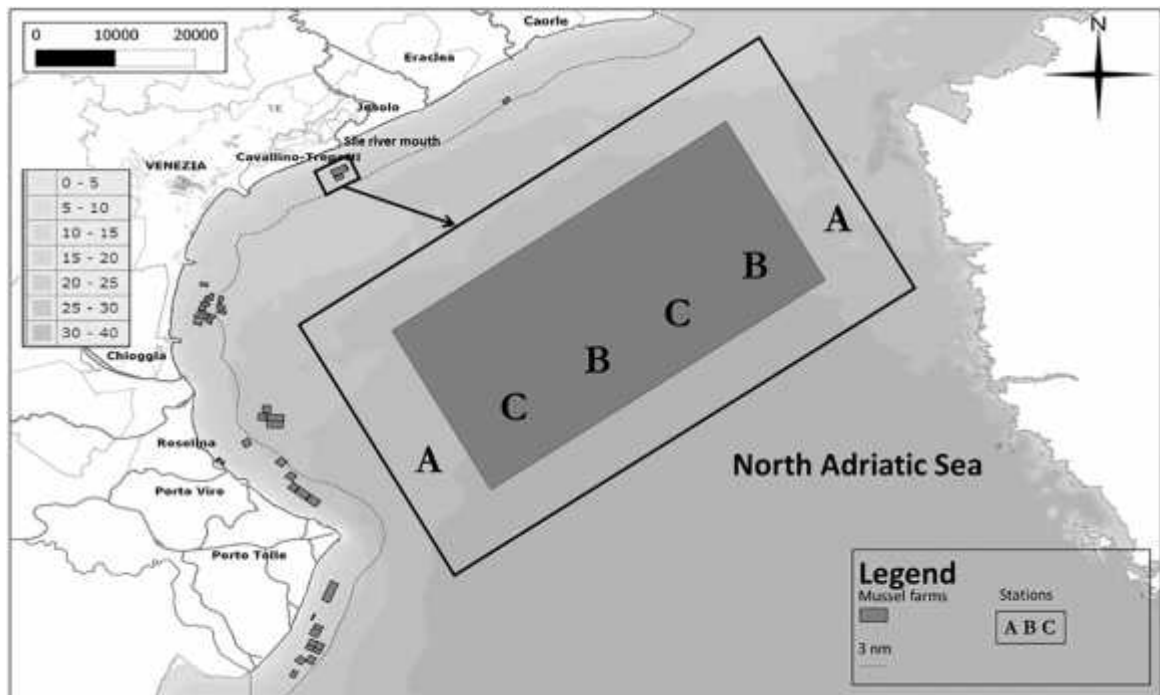 0 10000 20000
Caorle
N
Eraclea
Jesolo
Sile river mouth
VENEZIA
0 - 5
5 - 10
10 - 15
15 - 20
20 - 25
25 - 30
30 - 40
A
B
C
B
Chioggia
C
A
Rosolina
North Adriatic Sea
Porto Viro
Porto Tolle
Legend
Mussel farms
Stations
A B C
3 nm